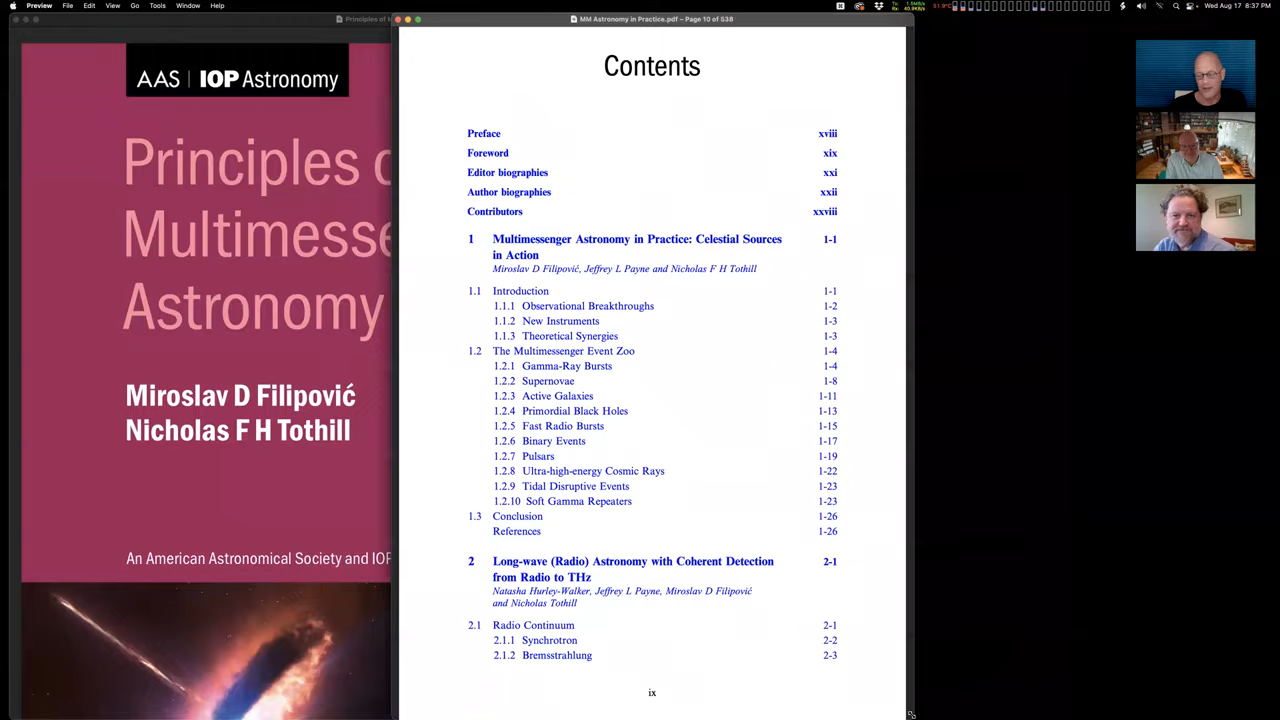 Preview File Edit View Go Tools Window Help
Wed Aug 17 8:37 PM
Principles of
MM Astronomy in Practice.pdf – Page 10 of 538
AAS | IOP Astronomy
Principles o
Multimesse
Astronomy
Miroslav D Filipović
Nicholas F H Tothill
An American Astronomical Society and IOP
Contents
Preface xviii
Foreword xix
Editor biographies xxi
Author biographies xxii
Contributors xxviii
1 Multimessenger Astronomy in Practice: Celestial Sources 1-1
in Action
Miroslav D Filipović, Jeffrey L Payne and Nicholas F H Tothill
1.1 Introduction 1-1
1.1.1 Observational Breakthroughs 1-2
1.1.2 New Instruments 1-3
1.1.3 Theoretical Synergies 1-3
1.2 The Multimessenger Event Zoo 1-4
1.2.1 Gamma-Ray Bursts 1-4
1.2.2 Supernovae 1-8
1.2.3 Active Galaxies 1-11
1.2.4 Primordial Black Holes 1-13
1.2.5 Fast Radio Bursts 1-15
1.2.6 Binary Events 1-17
1.2.7 Pulsars 1-19
1.2.8 Ultra-high-energy Cosmic Rays 1-22
1.2.9 Tidal Disruptive Events 1-23
1.2.10 Soft Gamma Repeaters 1-23
1.3 Conclusion 1-26
References 1-26
2 Long-wave (Radio) Astronomy with Coherent Detection 2-1
from Radio to THz
Natasha Hurley-Walker, Jeffrey L Payne, Miroslav D Filipović
and Nicholas Tothill
2.1 Radio Continuum 2-1
2.1.1 Synchrotron 2-2
2.1.2 Bremsstrahlung 2-3
ix